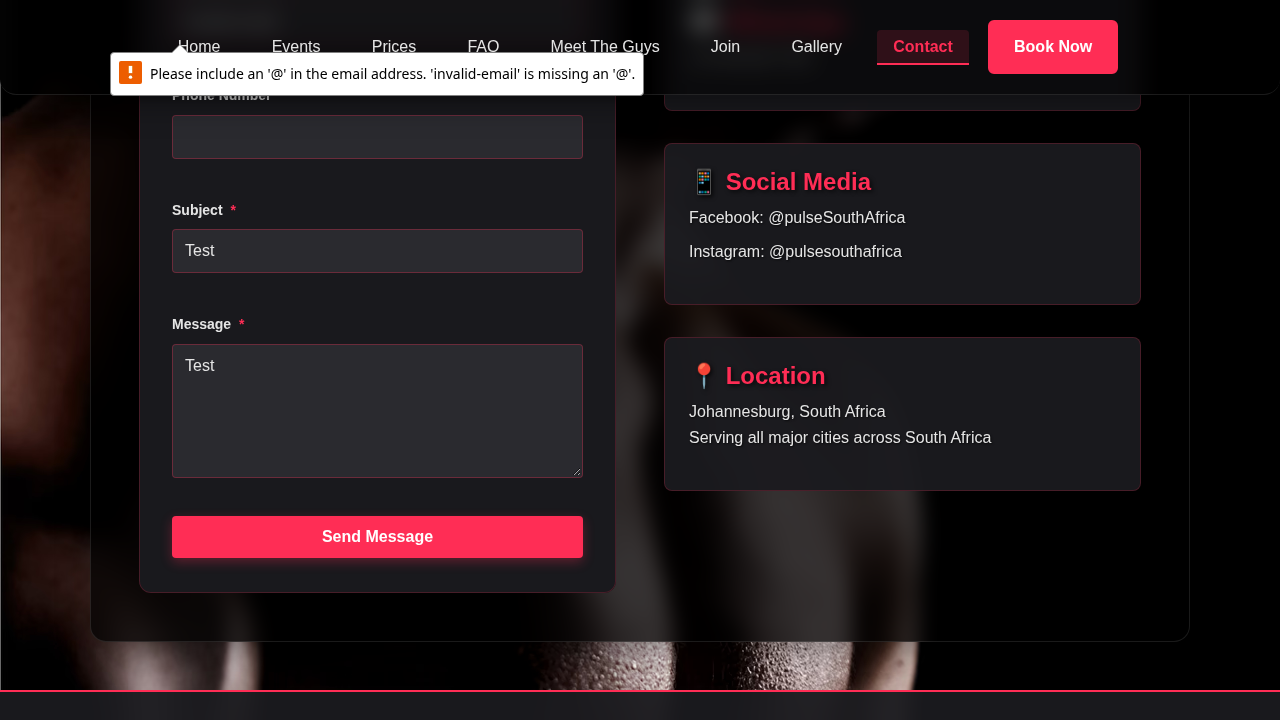 Home Events Prices FAQ Meet The Guys Join Gallery Contact Book Now
Please include an '@' in the email address. 'invalid-email' is missing an '@'.
Phone Number
Subject *
Test
Message *
Test
Send Message
📱 Social Media
Facebook: @pulseSouthAfrica
Instagram: @pulsesouthafrica
📍 Location
Johannesburg, South Africa
Serving all major cities across South Africa